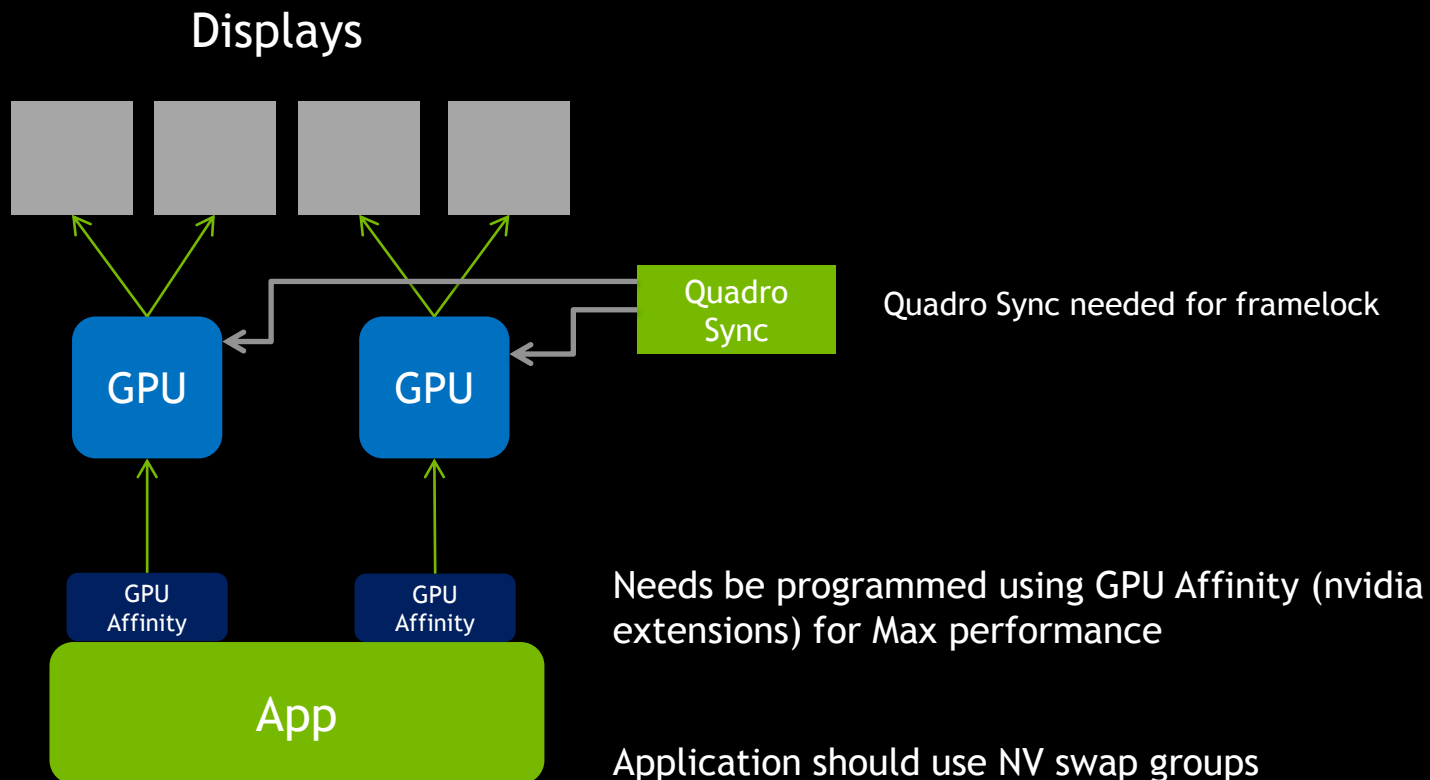 Displays
Quadro
Sync
Quadro Sync needed for framelock
GPU
GPU
GPU
Affinity
GPU
Affinity
Needs be programmed using GPU Affinity (nvidia
extensions) for Max performance
App
Application should use NV swap groups